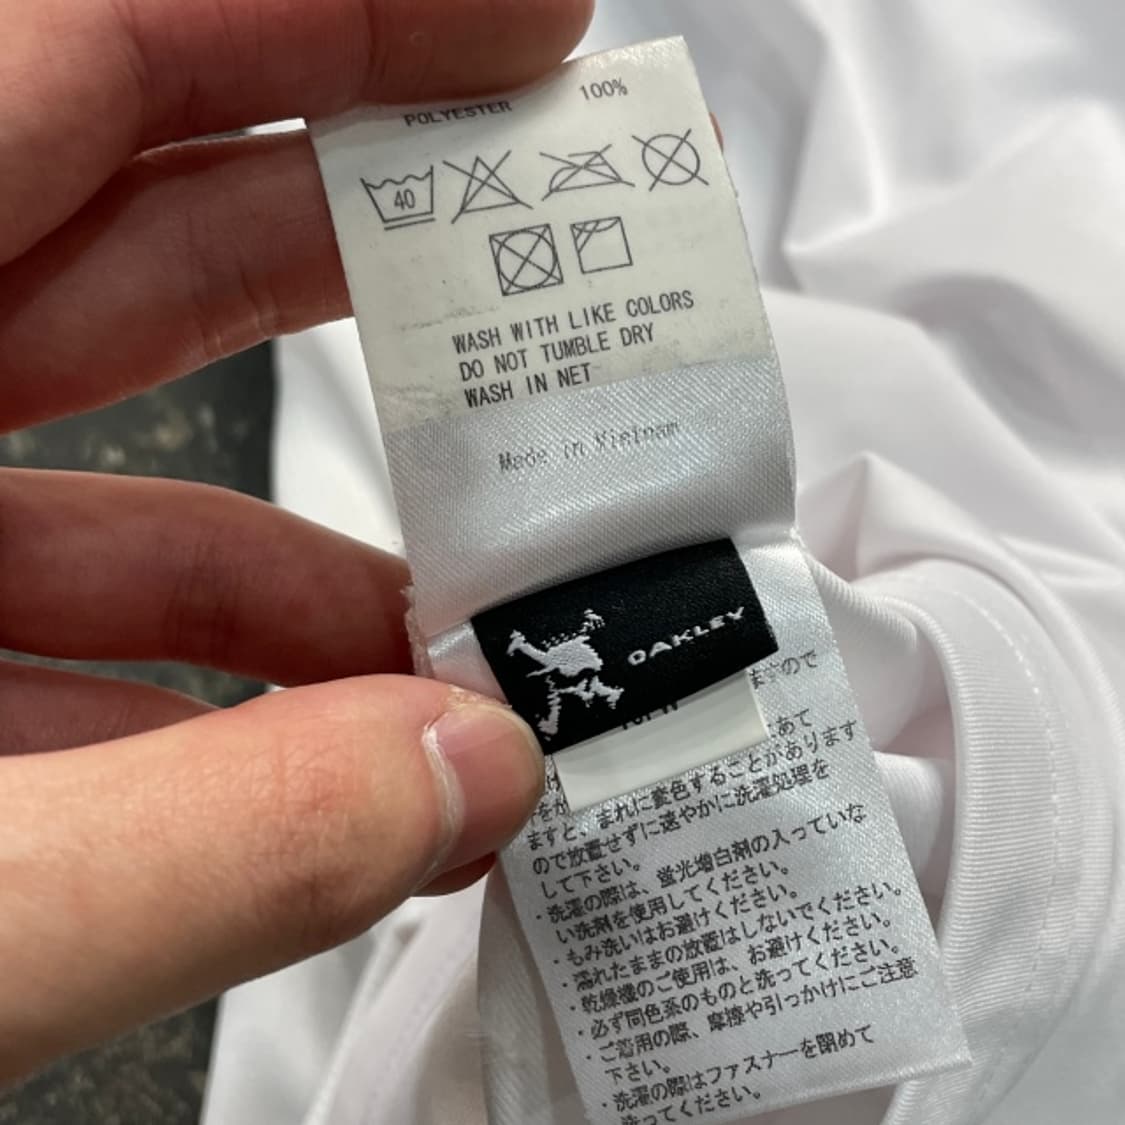 POLYESTER 100%
40
WASH WITH LIKE COLORS
DO NOT TUMBLE DRY
WASH IN NET
Made in Vietnam
OAKLEY
ますので
あて
まれに変色することがあります
ますと、
ので放置せずに速やかに洗濯処理を
して下さい。
・洗濯の際は、蛍光増白剤の入っていな
い洗剤を使用してください。
・もみ洗いはお避けください。
・濡れたままの放置はしないでください。
・乾燥機のご使用は、お避けください。
・必ず同色系のものと洗ってください。
・ご着用の際、摩擦や引っかけにご注意
下さい。
・洗濯の際はファスナーを閉めて
洗ってください。